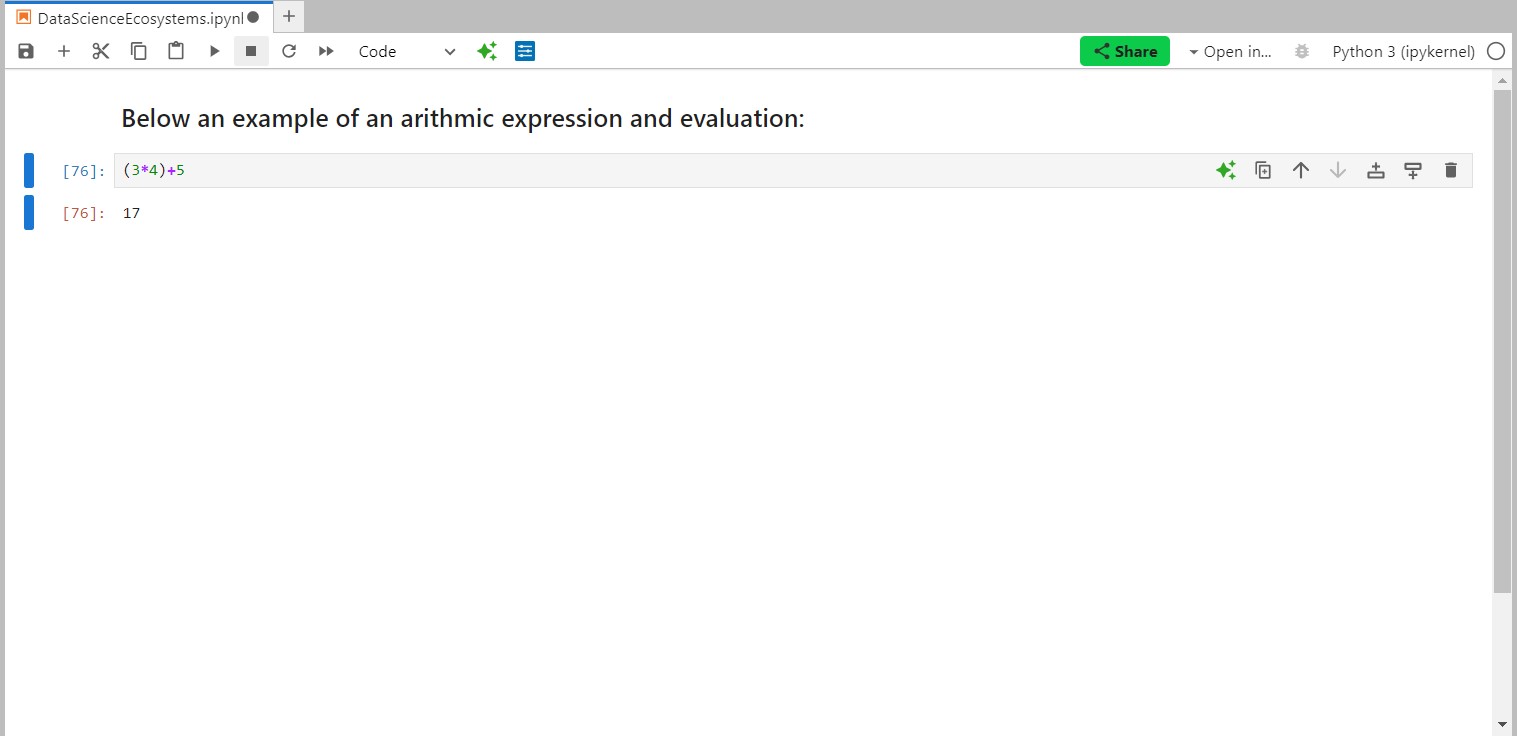 DataScienceEcosystems.ipynl
Code
Share
Open in...
Python 3 (ipykernel)
Below an example of an arithmic expression and evaluation:
[76]: (3*4)+5
[76]: 17